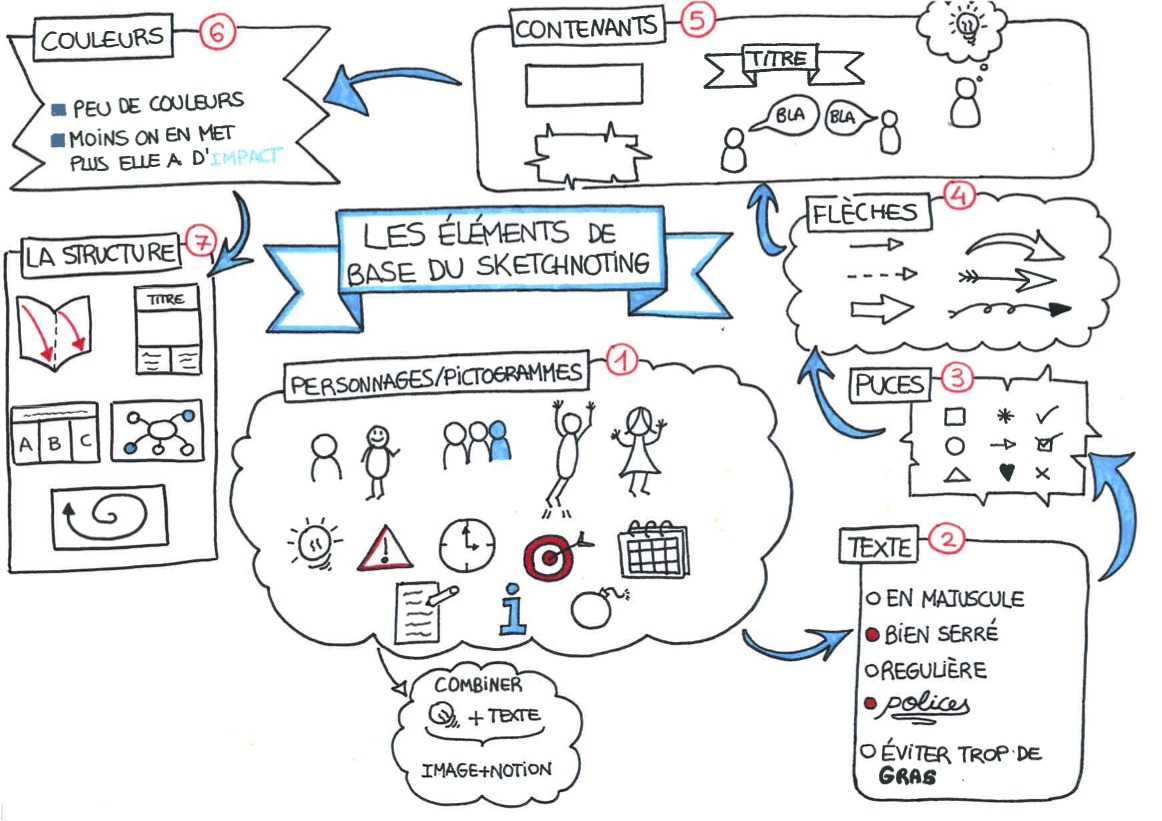 LES ÉLÉMENTS DE
BASE DU SKETCHNOTING
PERSONNAGES/PICTOGRAMMES
1
COMBINER
+ TEXTE
IMAGE+NOTION
TEXTE
2
EN MAJUSCULE
BIEN SERRÉ
REGULIÈRE
polices
ÉVITER TROP DE
GRAS
PUCES
3
FLÈCHES
4
CONTENANTS
5
TITRE
BLA
BLA
COULEURS
6
PEU DE COULEURS
MOINS ON EN MET
PLUS ELLE A D'IMPACT
LA STRUCTURE
7
TITRE
A B C